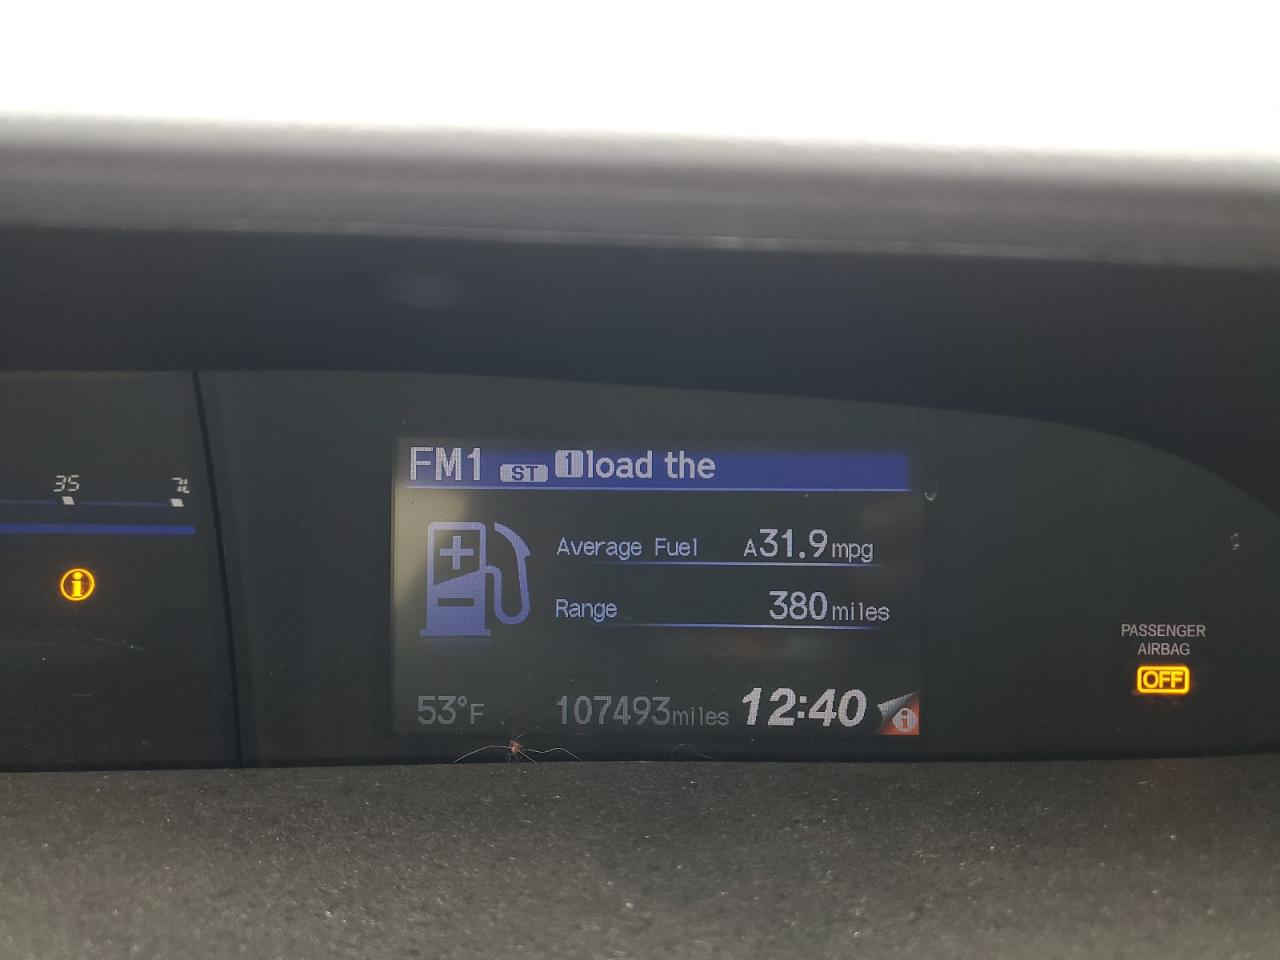 FM1 ST i load the
35
Average Fuel A31.9mpg
Range 380miles
PASSENGER
AIRBAG
OFF
53°F 107493miles 12:40